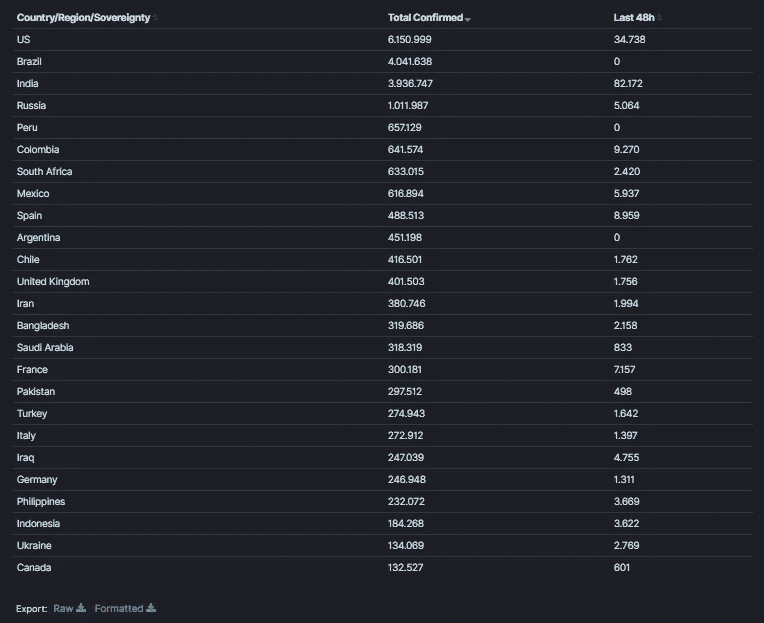 Country/Region/Sovereignty Total Confirmed Last 48h
US 6.150.999 34.738
Brazil 4.041.638 0
India 3.936.747 82.172
Russia 1.011.987 5.064
Peru 657.129 0
Colombia 641.574 9.270
South Africa 633.015 2.420
Mexico 616.894 5.937
Spain 488.513 8.959
Argentina 451.198 0
Chile 416.501 1.762
United Kingdom 401.503 1.756
Iran 380.746 1.994
Bangladesh 319.686 2.158
Saudi Arabia 318.319 833
France 300.181 7.157
Pakistan 297.512 498
Turkey 274.943 1.642
Italy 272.912 1.397
Iraq 247.039 4.755
Germany 246.948 1.311
Philippines 232.072 3.669
Indonesia 184.268 3.622
Ukraine 134.069 2.769
Canada 132.527 601
Export: Raw Formatted